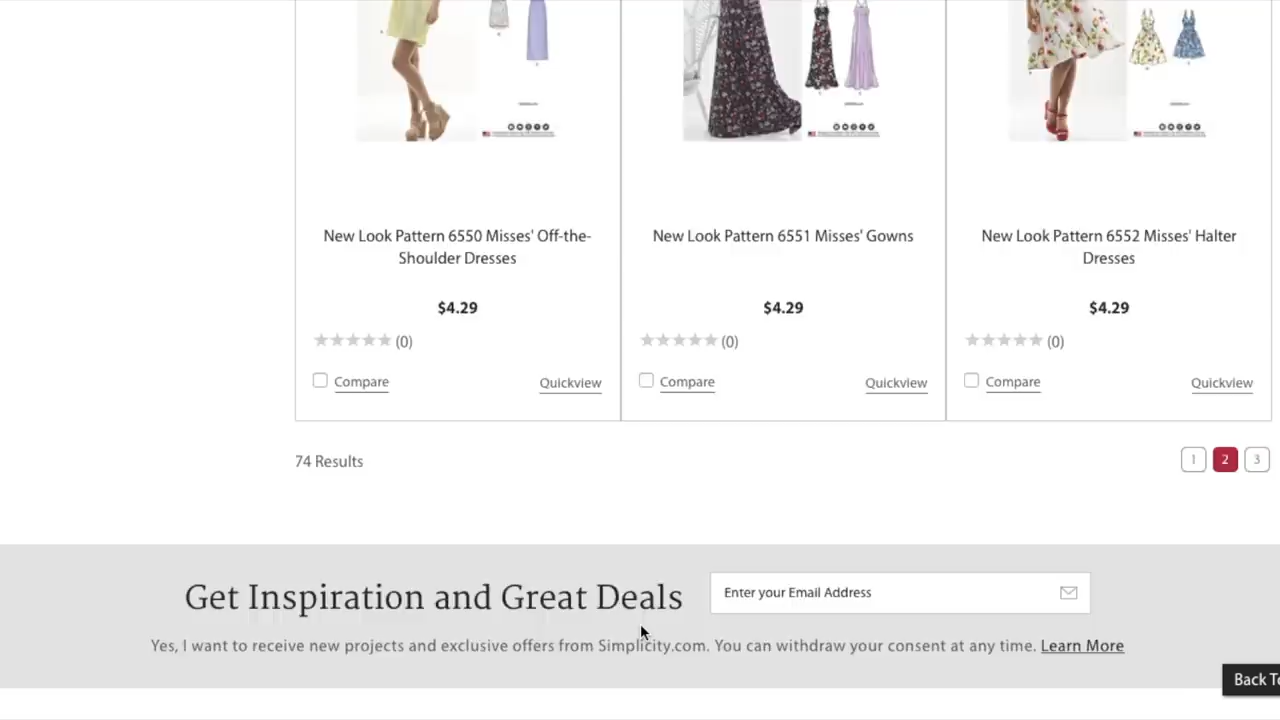 New Look Pattern 6550 Misses' Off-the-
Shoulder Dresses
$4.29
(0)
Compare
Quickview
New Look Pattern 6551 Misses' Gowns
$4.29
(0)
Compare
Quickview
New Look Pattern 6552 Misses' Halter
Dresses
$4.29
(0)
Compare
Quickview
74 Results
1 2 3
Get Inspiration and Great Deals
Enter your Email Address
Yes, I want to receive new projects and exclusive offers from Simplicity.com. You can withdraw your consent at any time. Learn More
Back